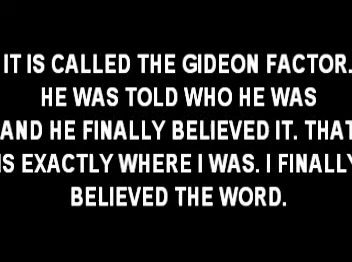 IT IS CALLED THE GIDEON FACTOR.
HE WAS TOLD WHO HE WAS
AND HE FINALLY BELIEVED IT. THAT
IS EXACTLY WHERE I WAS. I FINALLY
BELIEVED THE WORD.